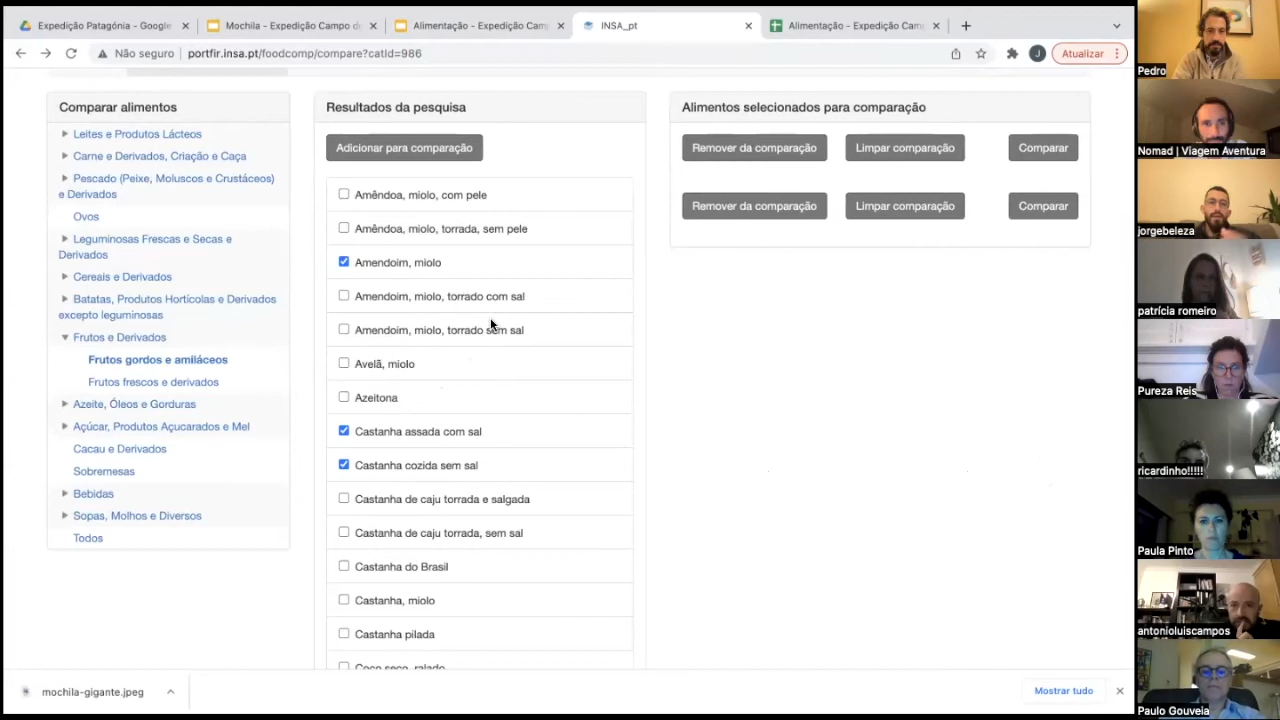 Expedição Patagónia - Google
Mochila - Expedição Campo de
Alimentação - Expedição Cam
INSA_pt
Alimentação - Expedição Cam
Não seguro
portfir.insa.pt/foodcomp/compare?catId=986
J
Atualizar
Comparar alimentos
Leites e Produtos Lácteos
Carne e Derivados, Criação e Caça
Pescado (Peixe, Moluscos e Crustáceos)
e Derivados
Ovos
Leguminosas Frescas e Secas e
Derivados
Cereais e Derivados
Batatas, Produtos Hortícolas e Derivados
excepto leguminosas
Frutos e Derivados
Frutos gordos e amiláceos
Frutos frescos e derivados
Azeite, Óleos e Gorduras
Açúcar, Produtos Açucarados e Mel
Cacau e Derivados
Sobremesas
Bebidas
Sopas, Molhos e Diversos
Todos
Resultados da pesquisa
Adicionar para comparação
Amêndoa, miolo, com pele
Amêndoa, miolo, torrada, sem pele
Amendoim, miolo
Amendoim, miolo, torrado com sal
Amendoim, miolo, torrado sem sal
Avelã, miolo
Azeitona
Castanha assada com sal
Castanha cozida sem sal
Castanha de caju torrada e salgada
Castanha de caju torrada, sem sal
Castanha do Brasil
Castanha, miolo
Castanha pilada
Coco seco, ralado
Alimentos selecionados para comparação
Remover da comparação
Limpar comparação
Comparar
Remover da comparação
Limpar comparação
Comparar
mochila-gigante.jpeg
Mostrar tudo
Pedro
Nomad | Viagem Aventura
jorgebeleza
patrícia romeiro
Pureza Reis
ricardinho!!!!!
Paula Pinto
antonioluiscampos
Paulo Gouveia